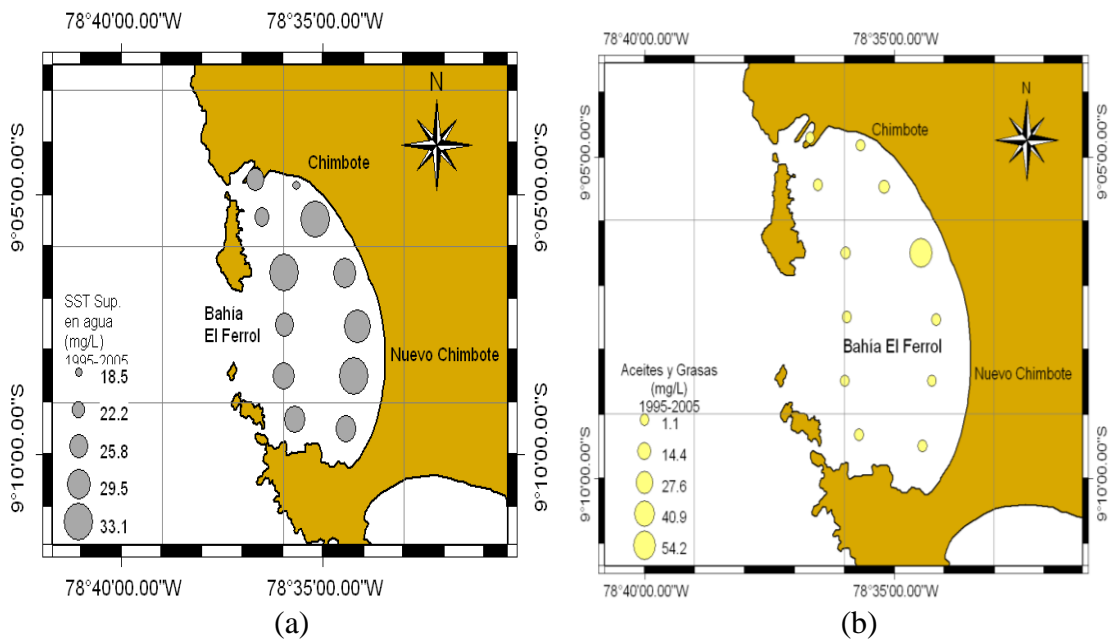 78°40'00.00"W
78°35'00.00"W
N
Chimbote
9°05'00.00"S
9°05'00.00"S
SST Sup.
en agua
(mg/L)
1995-2005
18.5
22.2
25.8
29.5
33.1
Bahía
El Ferrol
Nuevo Chimbote
9°10'00.00"S
9°10'00.00"S
78°40'00.00"W
78°35'00.00"W
(a)
78°40'00.00"W
78°35'00.00"W
N
Chimbote
9°05'00.00"S
9°05'00.00"S
Bahía El Ferrol
Aceites y Grasas
(mg/L)
1995-2005
1.1
14.4
27.6
40.9
54.2
Nuevo Chimbote
9°10'00.00"S
9°10'00.00"S
78°40'00.00"W
78°35'00.00"W
(b)